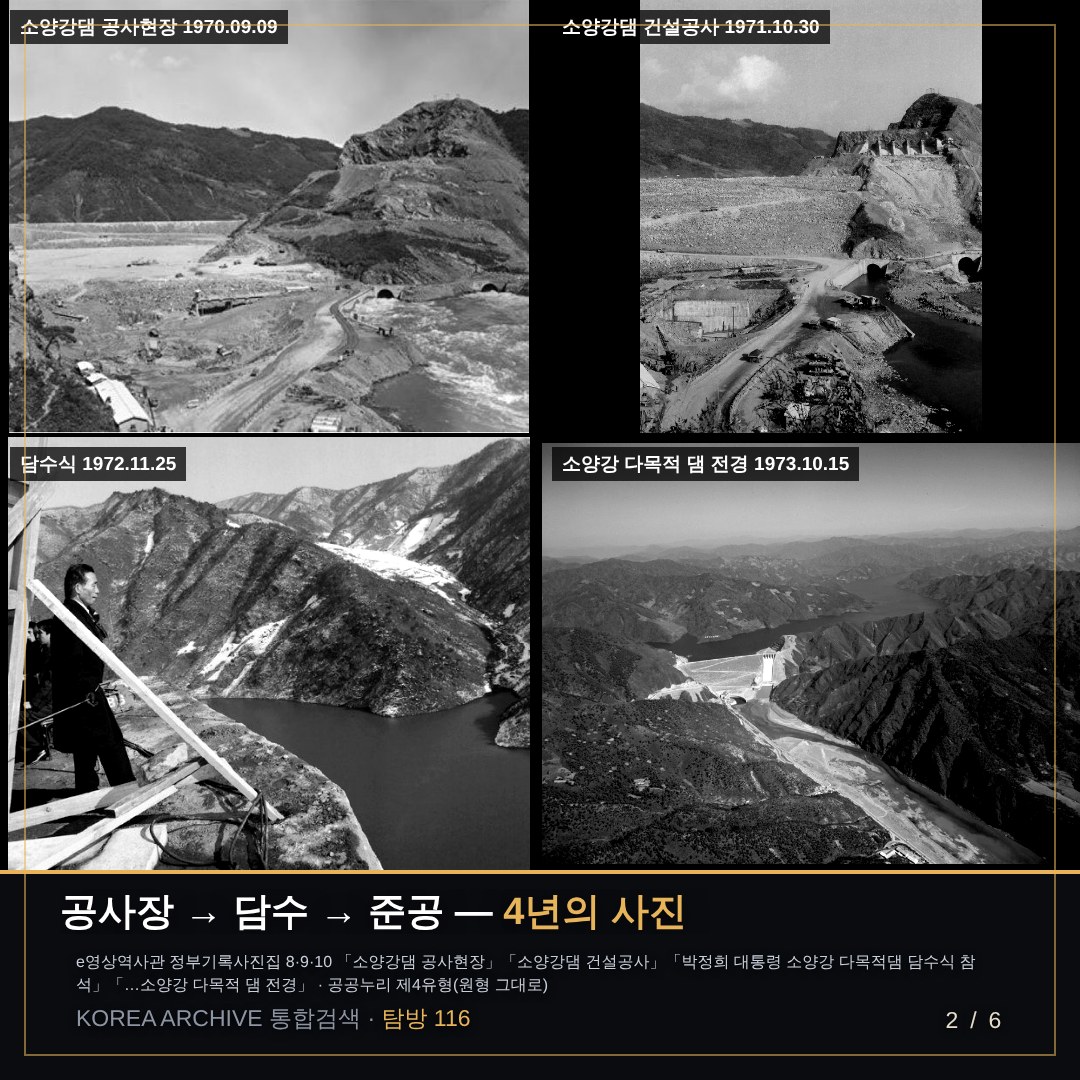 소양강댐 공사현장 1970.09.09
소양강댐 건설공사 1971.10.30
담수식 1972.11.25
소양강 다목적 댐 전경 1973.10.15
공사장 → 담수 → 준공 — 4년의 사진
e영상역사관 정부기록사진집 8·9·10 「소양강댐 공사현장」「소양강댐 건설공사」「박정희 대통령 소양강 다목적댐 담수식 참
석」「…소양강 다목적 댐 전경」 · 공공누리 제4유형(원형 그대로)
KOREA ARCHIVE 통합검색 · 탐방 116
2 / 6